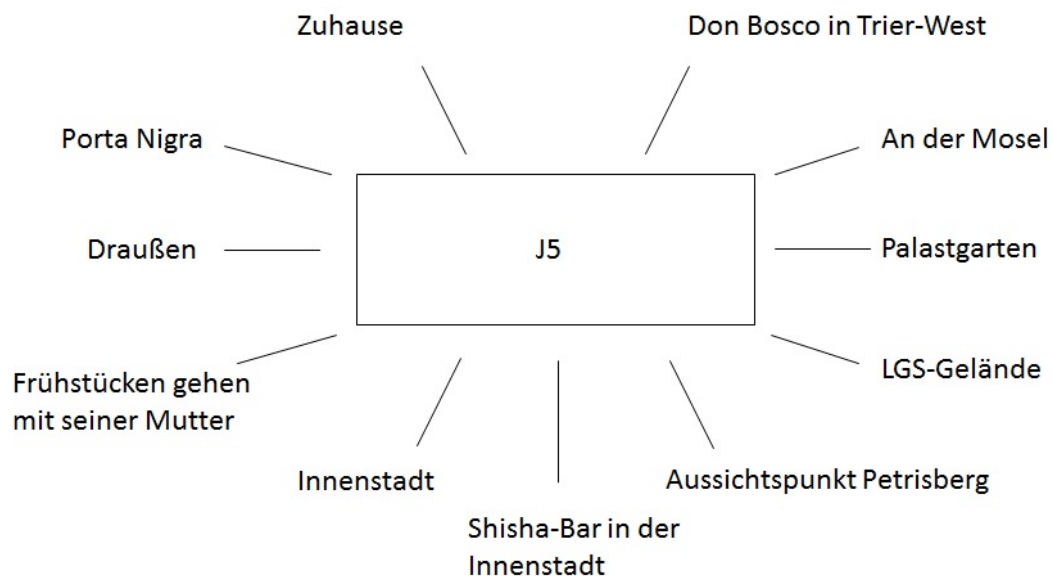 Zuhause
Don Bosco in Trier-West
Porta Nigra
An der Mosel
Draußen
J5
Palastgarten
Frühstücken gehen
mit seiner Mutter
LGS-Gelände
Innenstadt
Aussichtspunkt Petrisberg
Shisha-Bar in der
Innenstadt